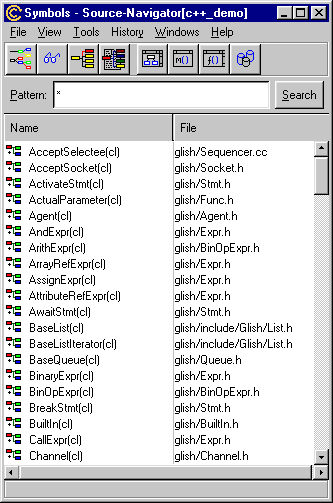 Symbols - Source-Navigator[c++_demo]
File View Tools History Windows Help
M() F()
Pattern: * Search
Name File
AcceptSelectee(cl) glish/Sequencer.cc
AcceptSocket(cl) glish/Socket.h
ActivateStmt(cl) glish/Stmt.h
ActualParameter(cl) glish/Func.h
Agent(cl) glish/Agent.h
AndExpr(cl) glish/Expr.h
ArithExpr(cl) glish/BinOpExpr.h
ArrayRefExpr(cl) glish/Expr.h
AssignExpr(cl) glish/Expr.h
AttributeRefExpr(cl) glish/Expr.h
AwaitStmt(cl) glish/Stmt.h
BaseList(cl) glish/include/Glish/List.h
BaseListIterator(cl) glish/include/Glish/List.h
BaseQueue(cl) glish/Queue.h
BinaryExpr(cl) glish/Expr.h
BinOpExpr(cl) glish/BinOpExpr.h
BreakStmt(cl) glish/Stmt.h
BuiltIn(cl) glish/BuiltIn.h
CallExpr(cl) glish/Expr.h
Channel(cl) glish/Channel.h